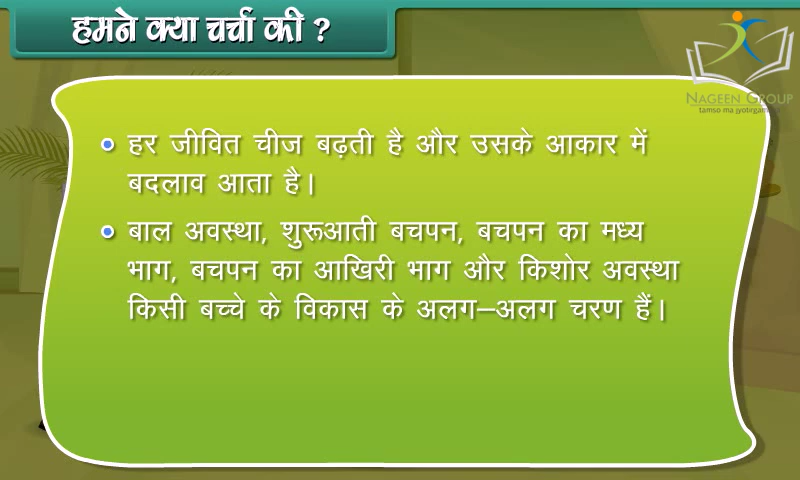 हमने क्या चर्चा की ?
NAGEEN GROUP
tamso ma jyotirgamay
हर जीवित चीज बढ़ती है और उसके आकार में
बदलाव आता है।
बाल अवस्था, शुरूआती बचपन, बचपन का मध्य
भाग, बचपन का आखिरी भाग और किशोर अवस्था
किसी बच्चे के विकास के अलग–अलग चरण हैं।